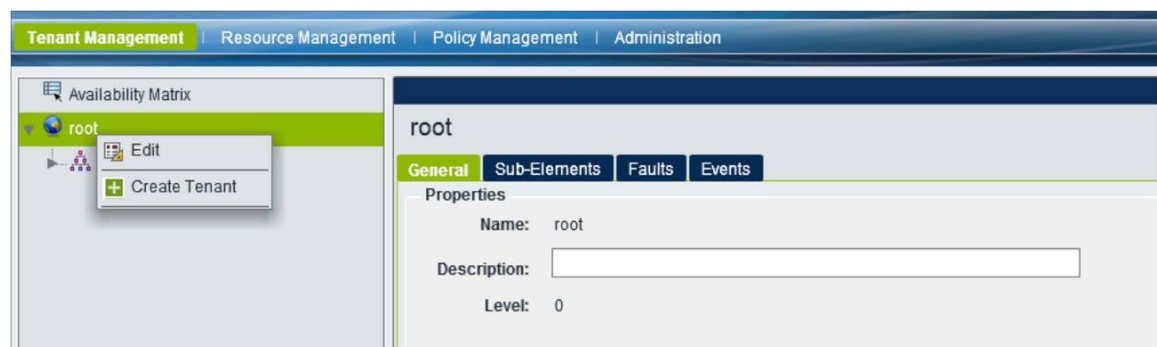 Tenant Management | Resource Management | Policy Management | Administration
Availability Matrix
root
Edit
Create Tenant
root
General Sub-Elements Faults Events
Properties
Name: root
Description:
Level: 0